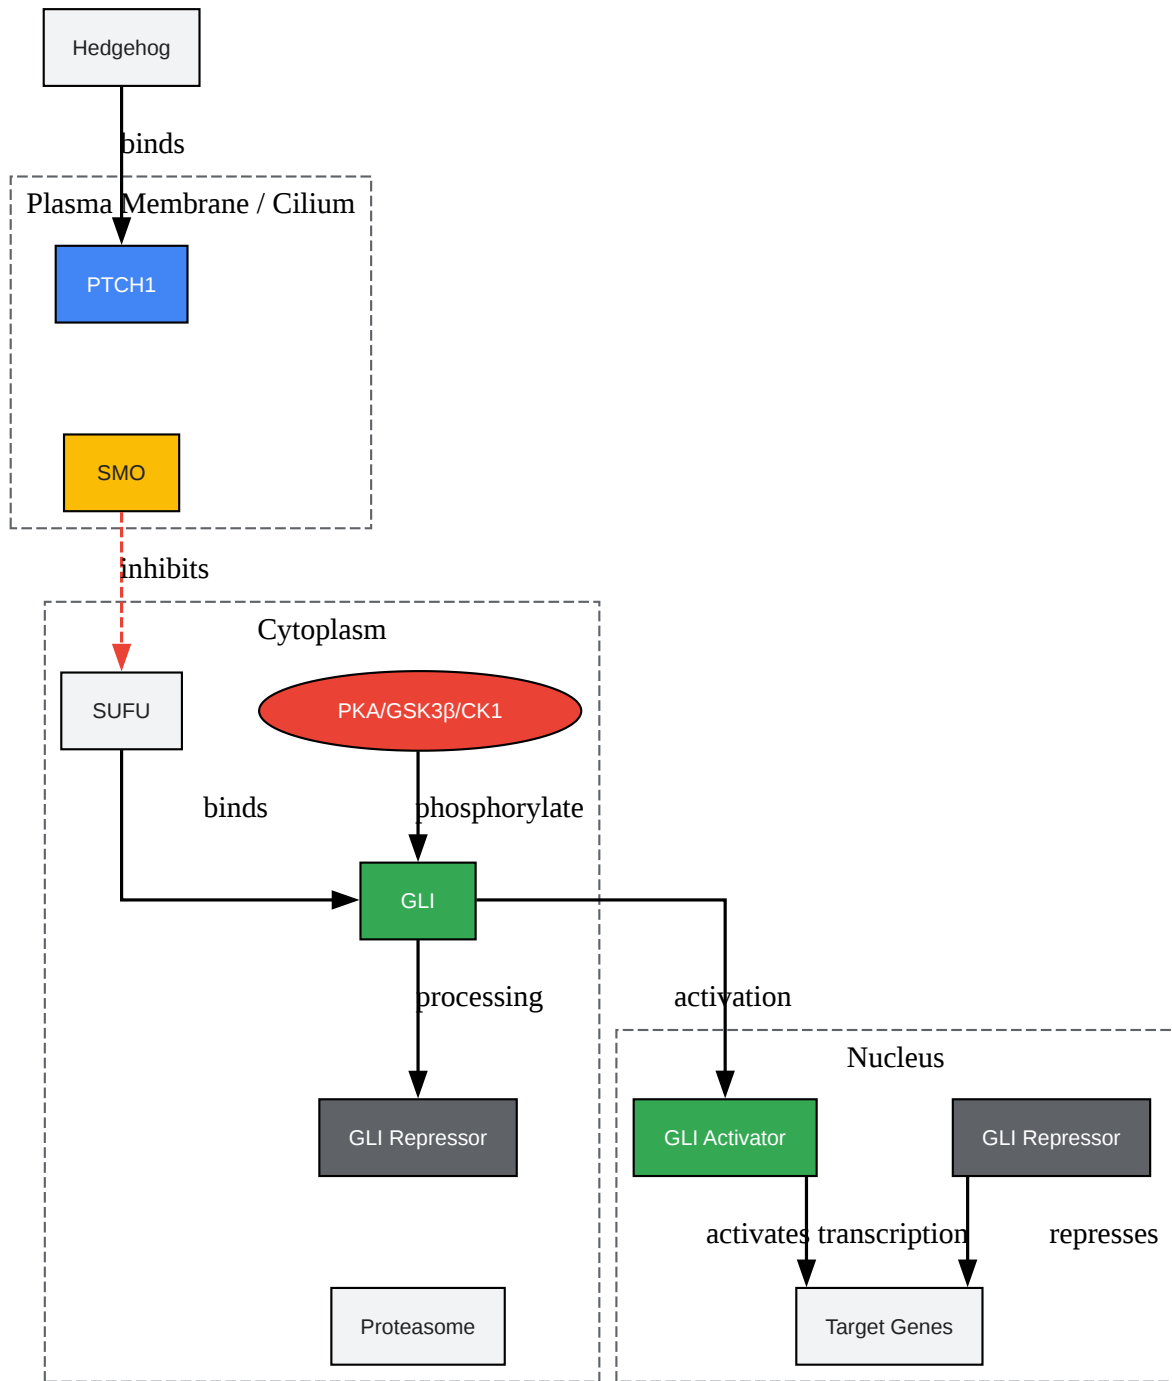 Hedgehog
binds
Plasma Membrane / Cilium
PTCH1
SMO
inhibits
Cytoplasm
SUFU
PKA/GSK3β/CK1
binds
phosphorylate
GLI
processing
activation
Nucleus
GLI Repressor
GLI Activator
GLI Repressor
activates transcription
represses
Proteasome
Target Genes